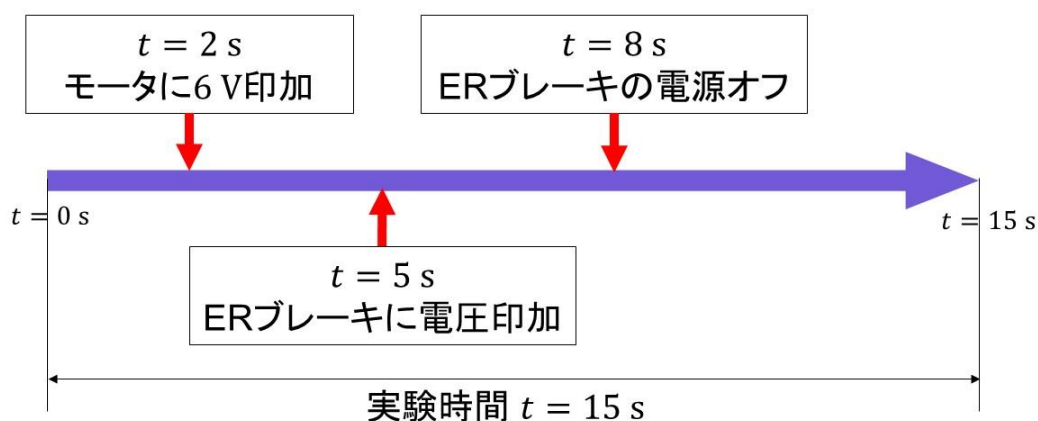 t = 2 s
モータに6 V印加
t = 8 s
ERブレーキの電源オフ
t = 0 s
t = 15 s
t = 5 s
ERブレーキに電圧印加
実験時間 t = 15 s